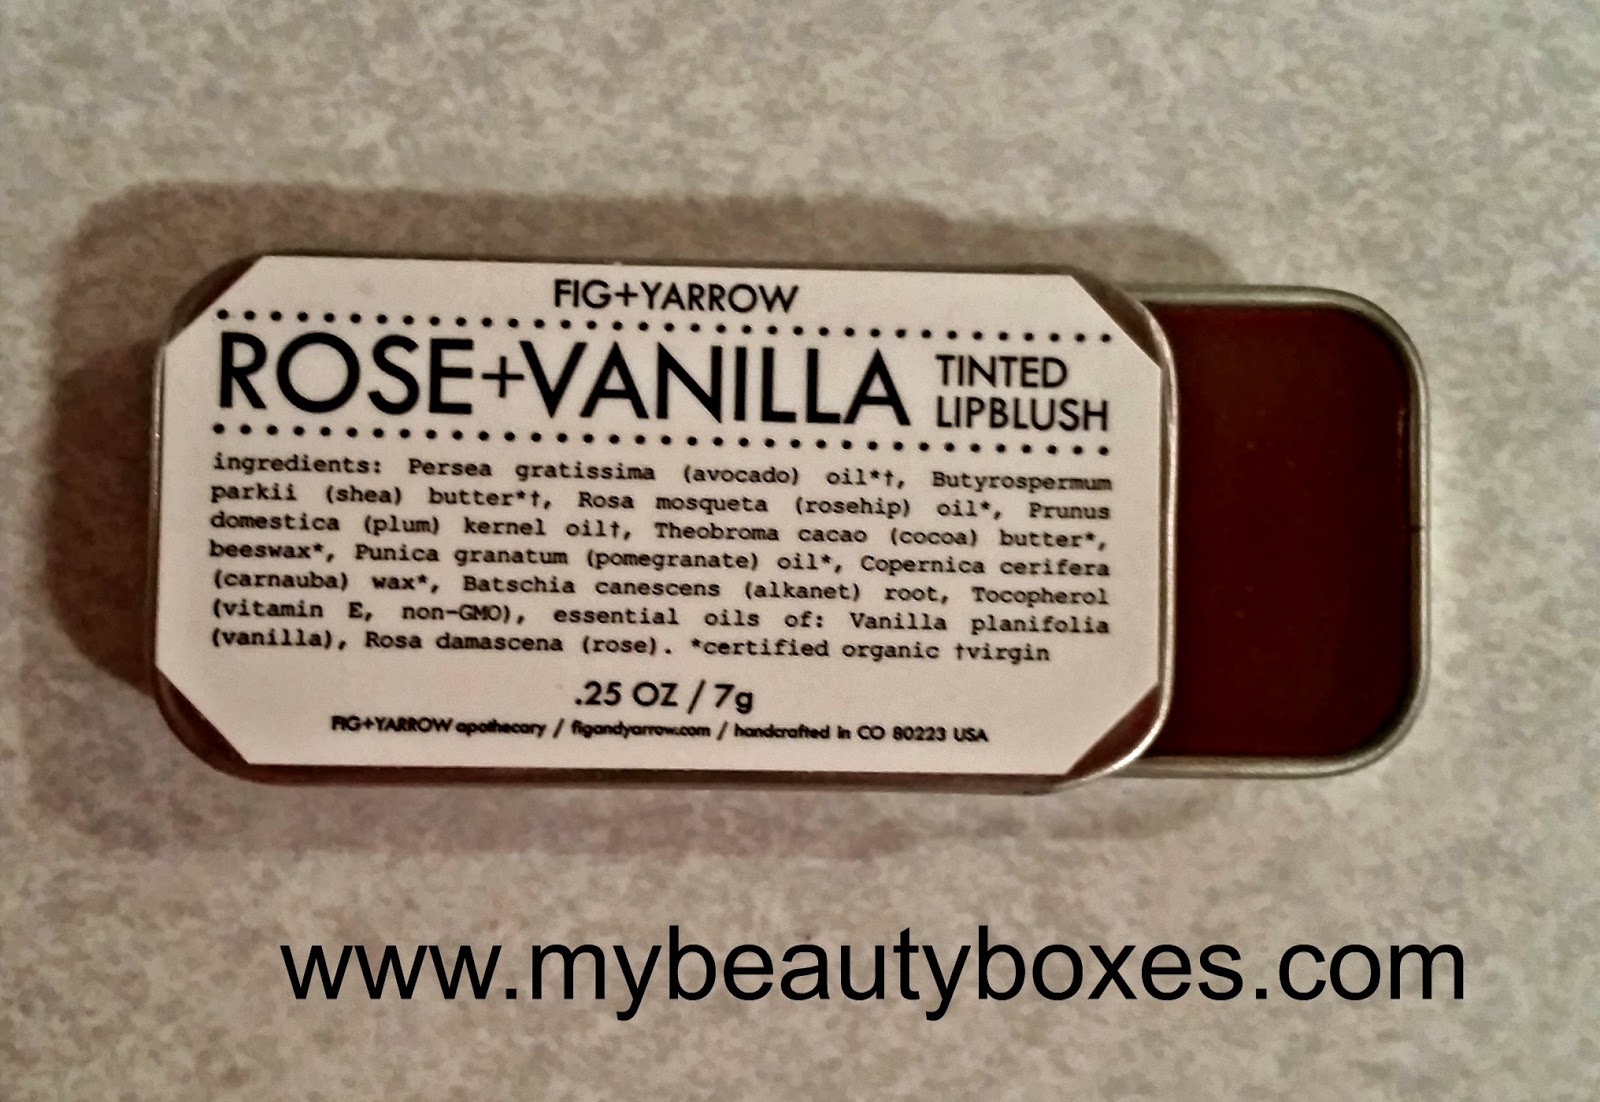 FIG+YARROW
ROSE+VANILLA TINTED
LIPBLUSH
ingredients: Persea gratissima (avocado) oil*†, Butyrospermum
parkii (shea) butter*†, Rosa mosqueta (rosehip) oil*, Prunus
domestica (plum) kernel oil†, Theobroma cacao (cocoa) butter*,
beeswax*, Punica granatum (pomegranate) oil*, Copernica cerifera
(carnauba) wax*, Batschia canescens (alkanet) root, Tocopherol
(vitamin E, non-GMO), essential oils of: Vanilla planifolia
(vanilla), Rosa damascena (rose). *certified organic †virgin
.25 OZ / 7g
FIG+YARROW apothecary / figandyarrow.com / handcrafted in CO 80223 USA
www.mybeautyboxes.com